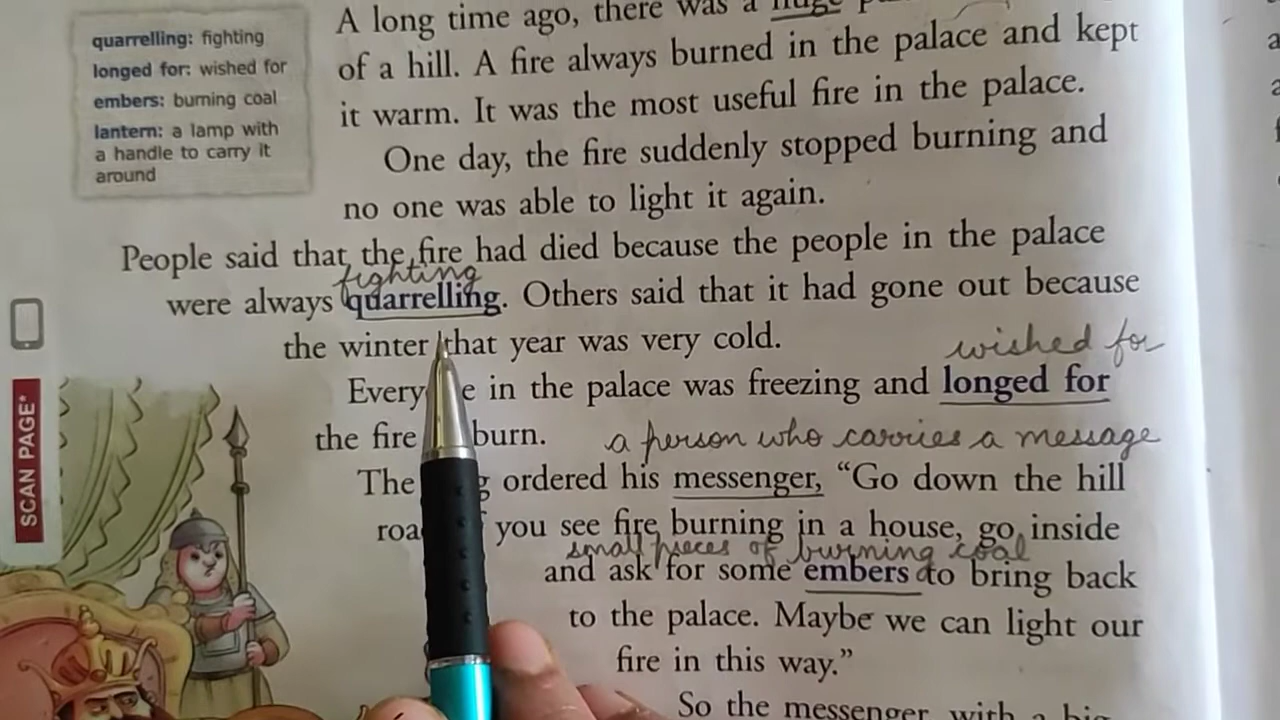 quarrelling: fighting
longed for: wished for
embers: burning coal
lantern: a lamp with
a handle to carry it
around
A long time ago, there was a huge
of a hill. A fire always burned in the palace and kept
it warm. It was the most useful fire in the palace.
One day, the fire suddenly stopped burning and
no one was able to light it again.
People said that the fire had died because the people in the palace
fighting
were always quarrelling. Others said that it had gone out because
the winter that year was very cold.
wished for
in the palace was freezing and longed for
the fire burn.
a person who carries a message
The ordered his messenger, “Go down the hill
you see fire burning in a house, go inside
small pieces of burning coal
and ask for some embers to bring back
to the palace. Maybe we can light our
fire in this way.”
So the messenger with a big
SCAN PAGE*